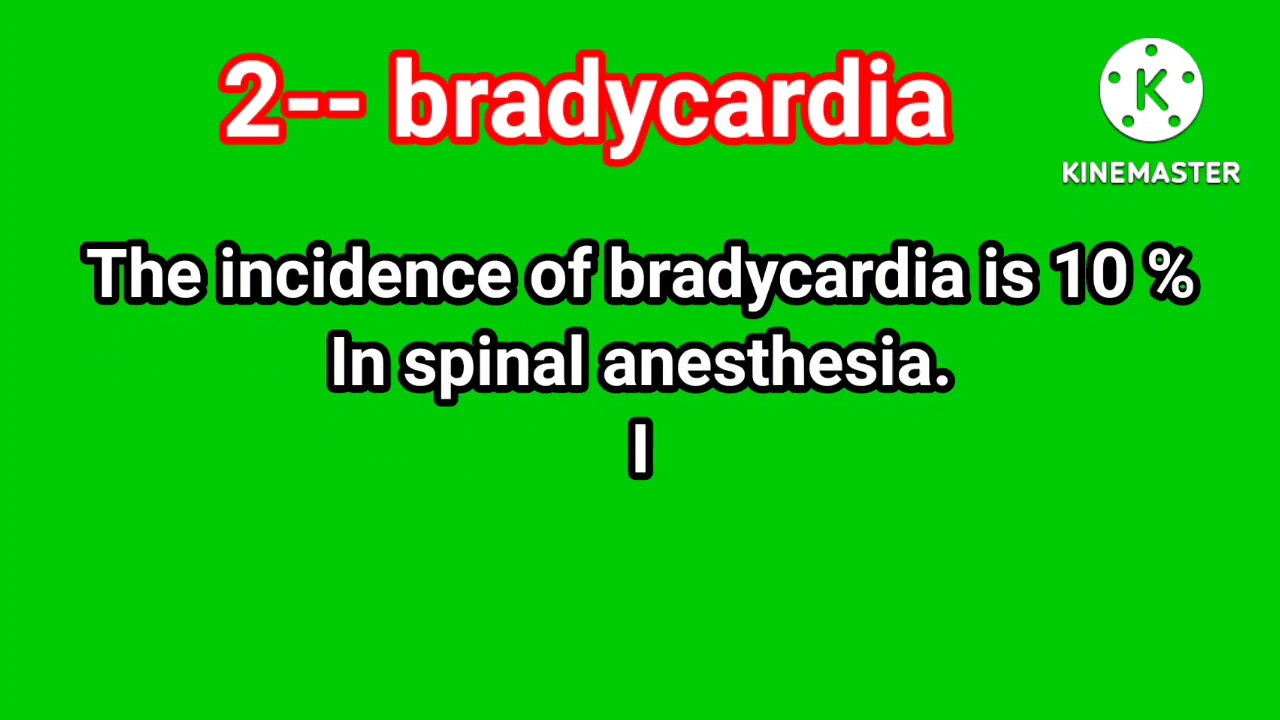 2-- bradycardia
K
KINEMASTER
The incidence of bradycardia is 10 %
In spinal anesthesia.
I